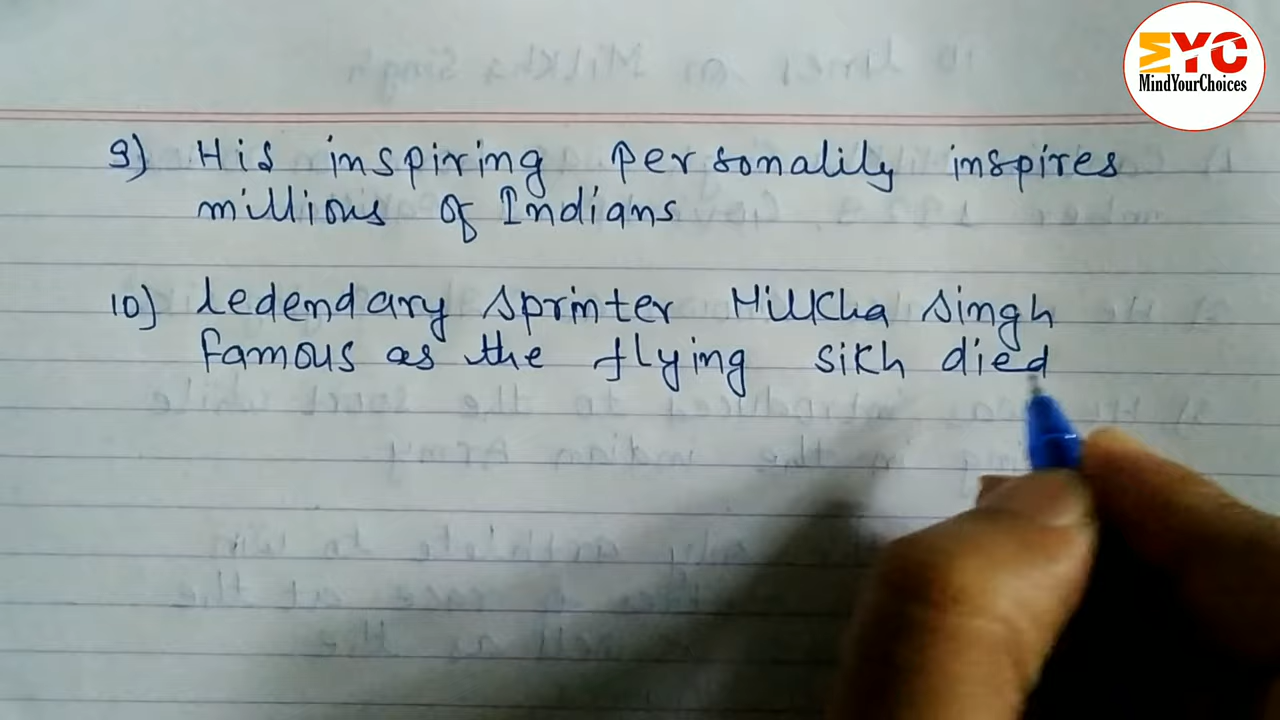 MYC
MindYourChoices
9) His inspiring personality inspires
millions of Indians
10) Ledendary sprinter Milkha Singh
famous as the flying sikh died